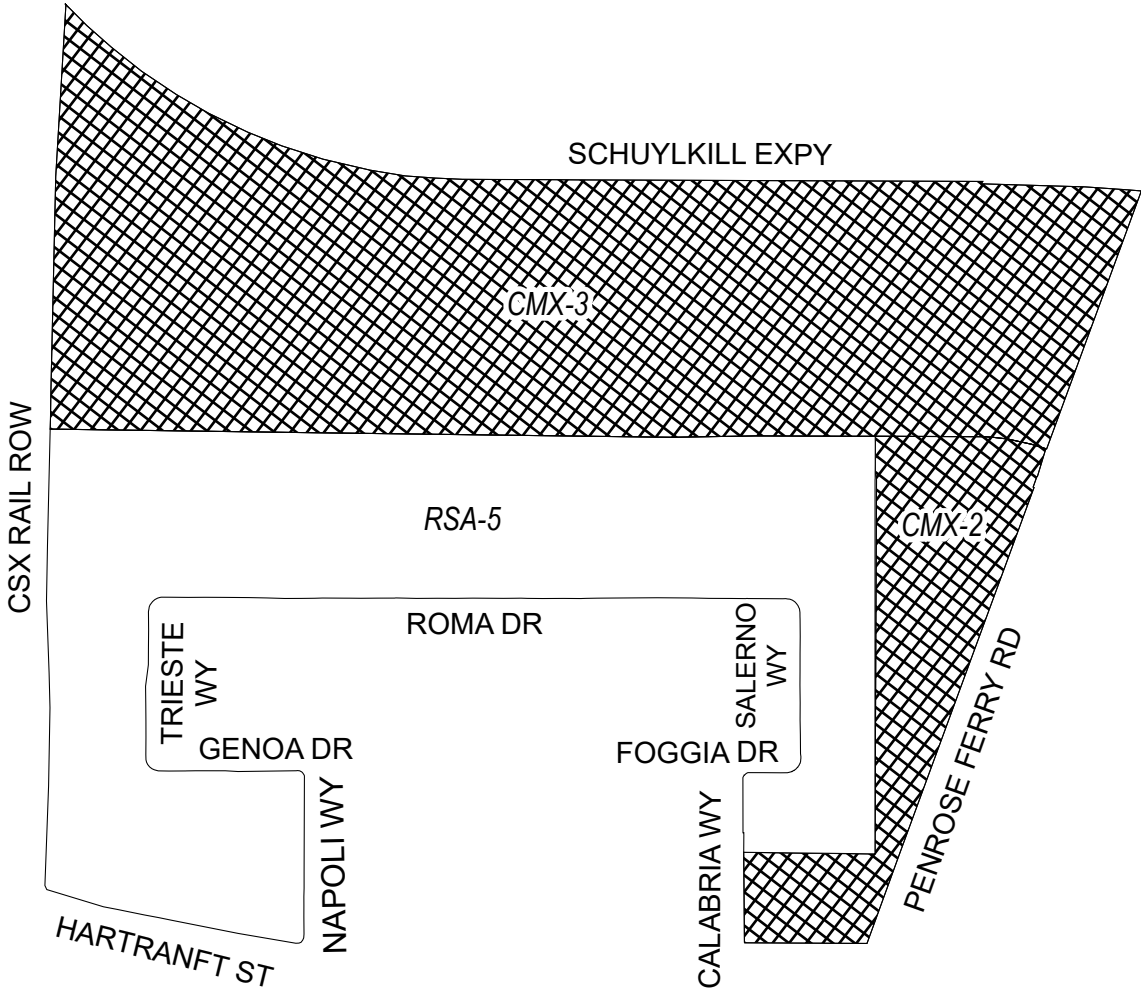 SCHUYLKILL EXPY
CMX-3
CSX RAIL ROW
RSA-5
CMX-2
ROMA DR
TRIESTE
WY
SALERNO
WY
GENOA DR
FOGGIA DR
NAPOLI WY
CALABRIA WY
PENROSE FERRY RD
HARTRANFT ST